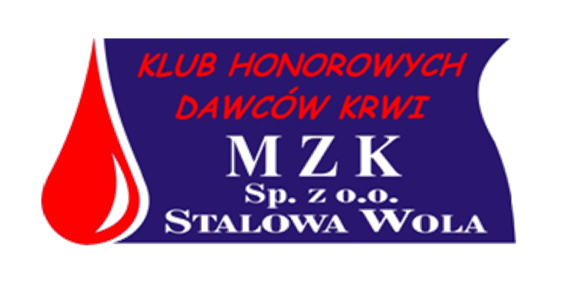 KLUB HONOROWYCH
DAWCÓW KRWI
MZK
Sp. z o.o.
STALOWA WOLA